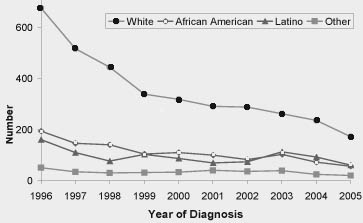 600
White African American Latino Other
400
Number
200
0
1996 1997 1998 1999 2000 2001 2002 2003 2004 2005
Year of Diagnosis